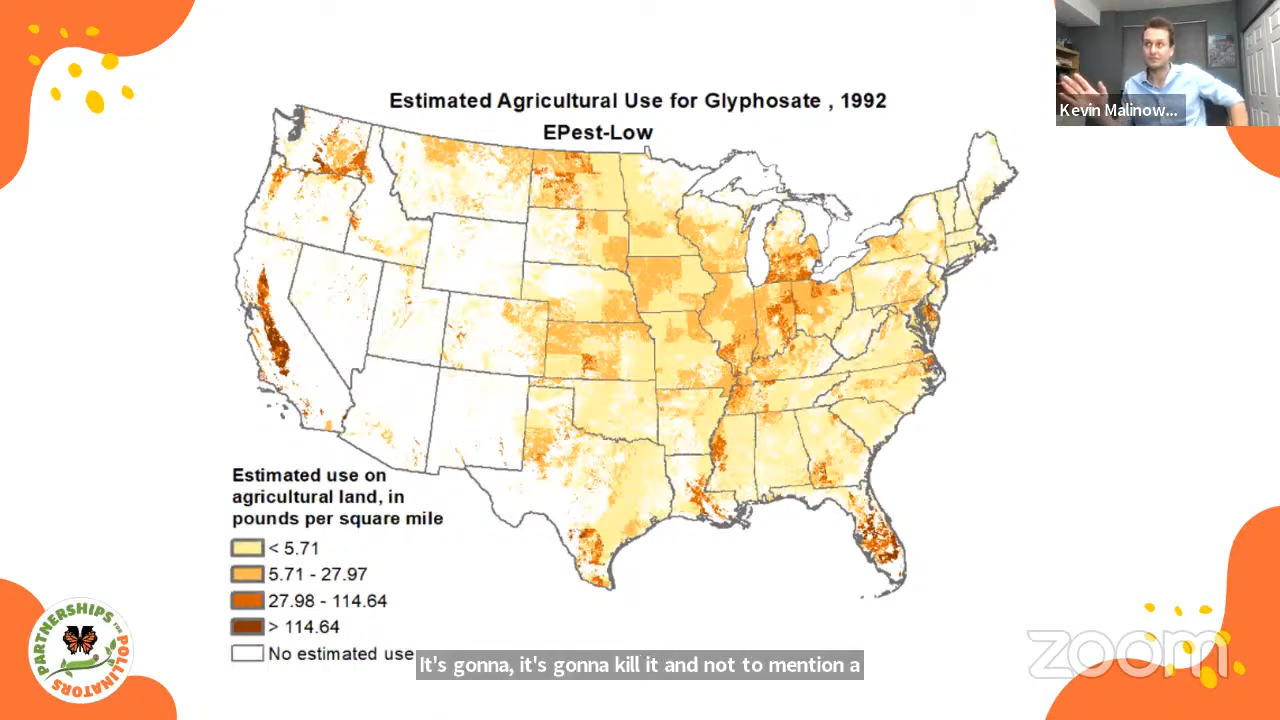 Kevin Malinow...
Estimated Agricultural Use for Glyphosate , 1992
EPest-Low
Estimated use on
agricultural land, in
pounds per square mile
< 5.71
5.71 - 27.97
27.98 - 114.64
> 114.64
No estimated use
It's gonna, it's gonna kill it and not to mention a
PARTNERSHIPS FOR POLLINATORS
zoom